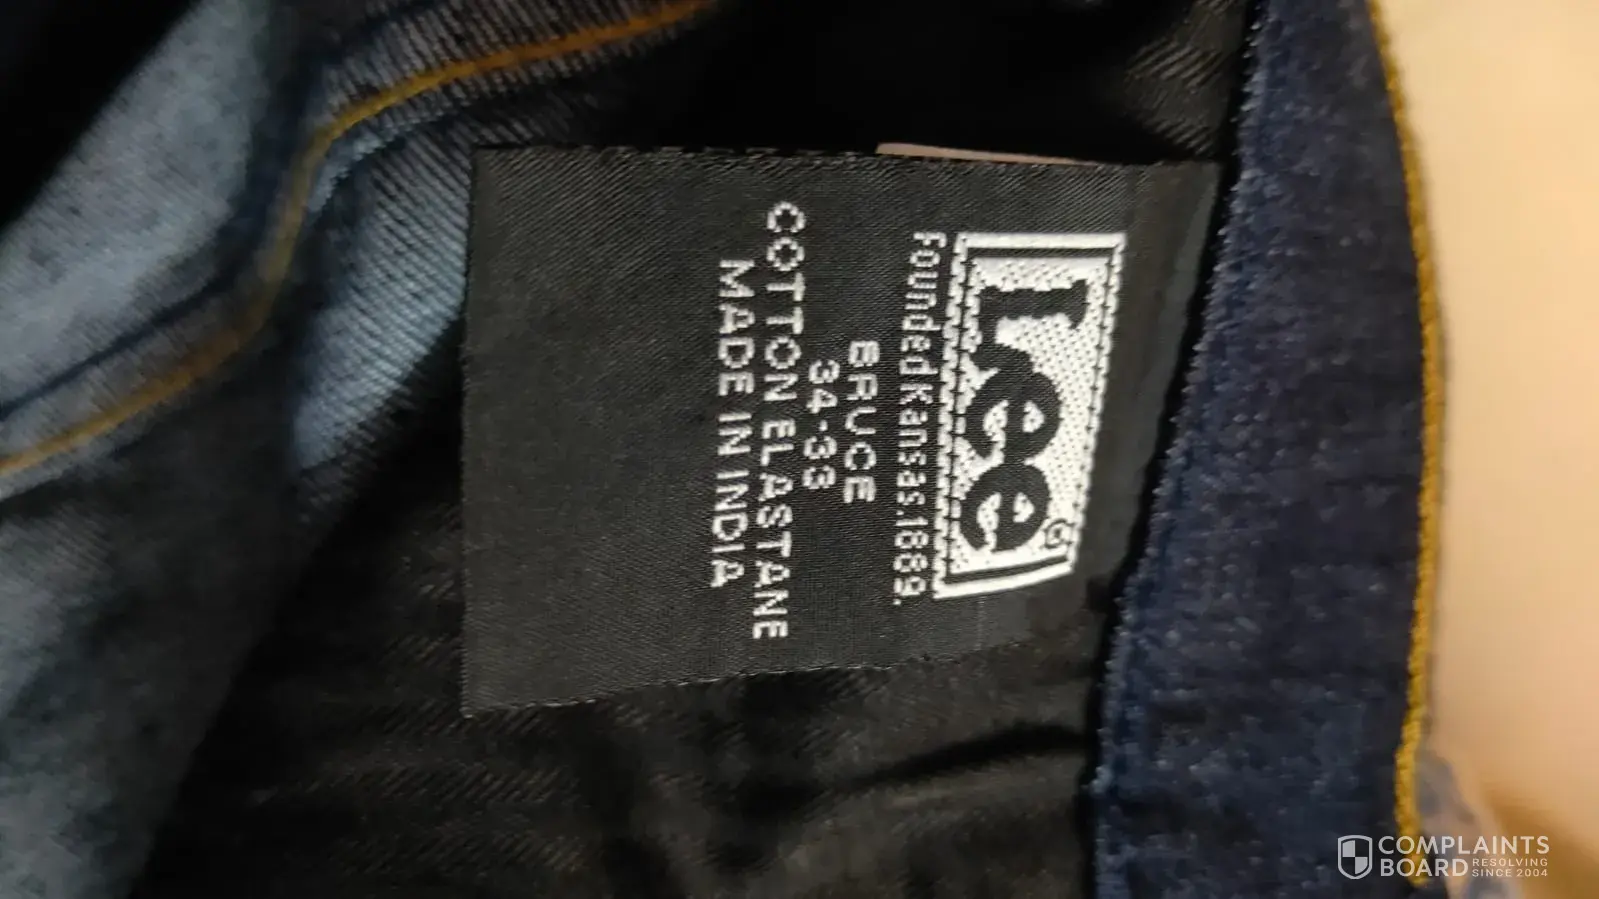 Lee
Founded Kansas.1889.
BRUCE
34-33
COTTON ELASTANE
MADE IN INDIA
COMPLAINTS
BOARD RESOLVING
SINCE 2004